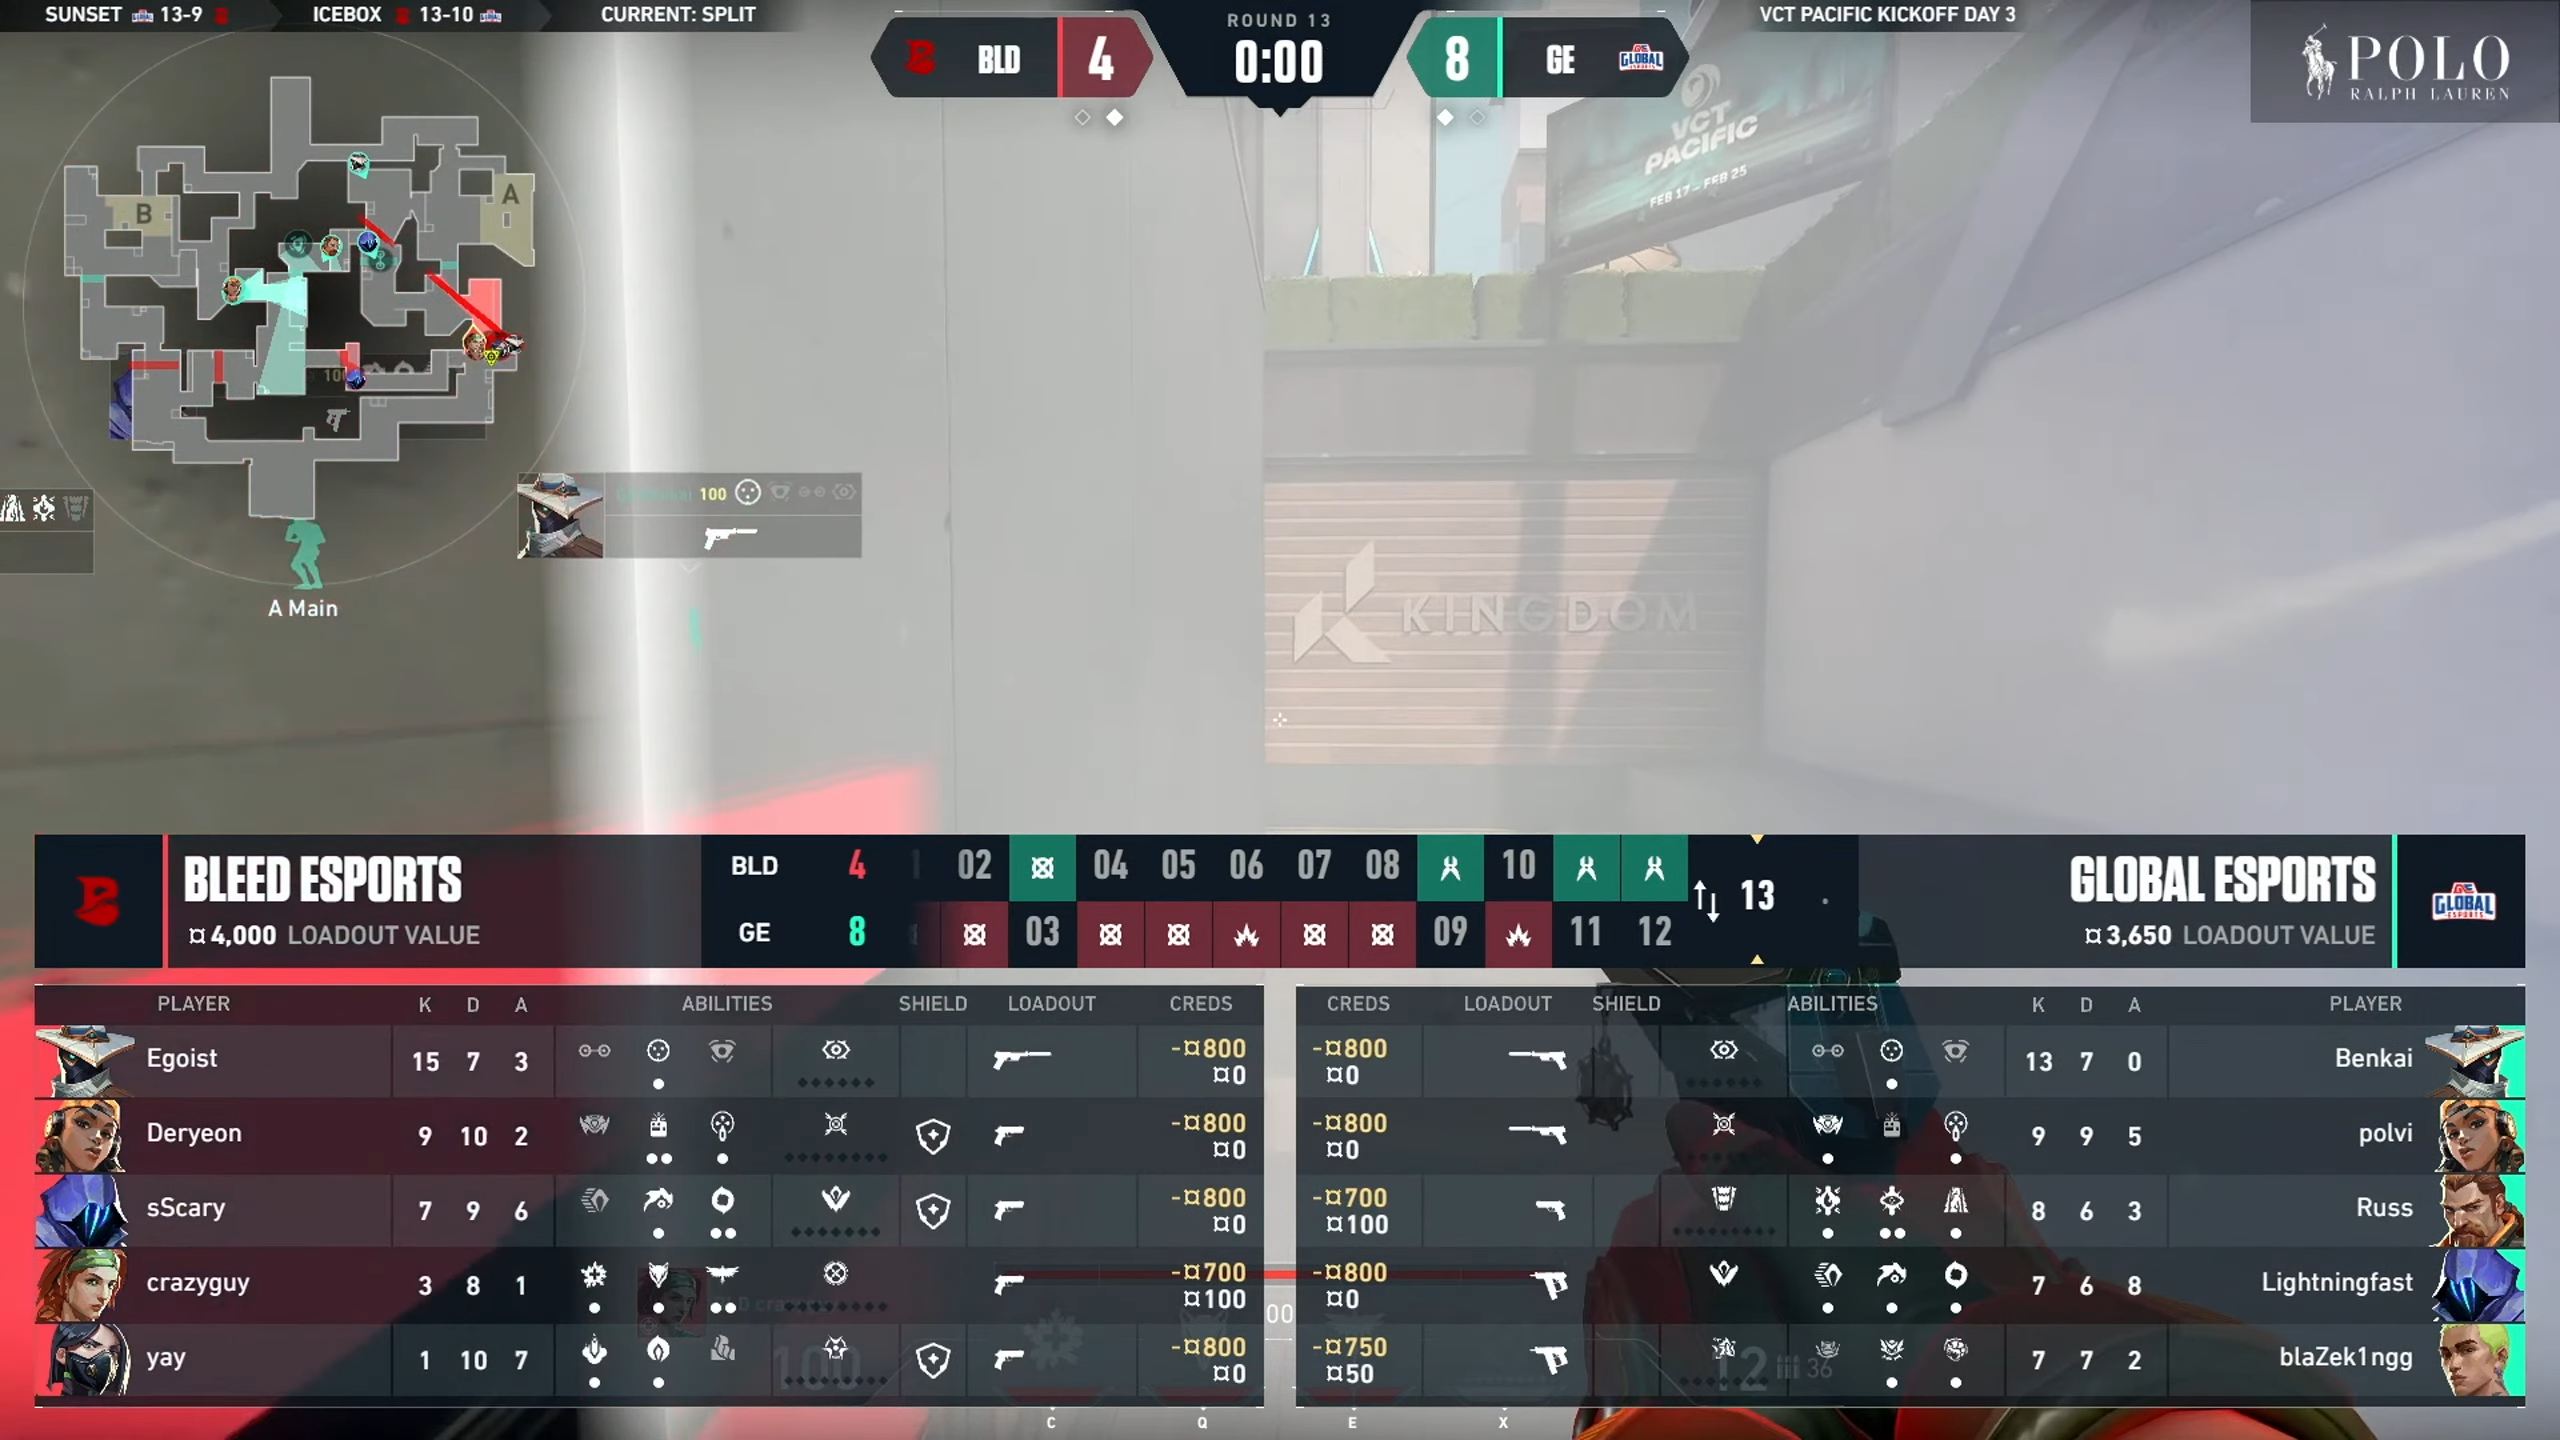 SUNSET 13-9 ICEBOX 13-10 CURRENT: SPLIT
BLD 4 ROUND 13 0:00 8 GE GLOBAL
VCT PACIFIC KICKOFF DAY 3
POLO
RALPH LAUREN
VCT
PACIFIC
FEB 17 – FEB 25
A
B
100
A Main
100
KINGDOM
BLEED ESPORTS
4,000 LOADOUT VALUE
BLD 4 02 04 05 06 07 08 10
GE 8 03 09 11 12
13
GLOBAL ESPORTS
3,650 LOADOUT VALUE
GLOBAL
PLAYER K D A ABILITIES SHIELD LOADOUT CREDS
Egoist 15 7 3 -¤800 ¤0
Deryeon 9 10 2 -¤800 ¤0
sScary 7 9 6 -¤800 ¤0
crazyguy 3 8 1 -¤700 ¤100
yay 1 10 7 -¤800 ¤0
CREDS LOADOUT SHIELD ABILITIES K D A PLAYER
-¤800 ¤0 13 7 0 Benkai
-¤800 ¤0 9 9 5 polvi
-¤700 ¤100 8 6 3 Russ
-¤800 ¤0 7 6 8 Lightningfast
-¤750 ¤50 7 7 2 blaZek1ngg
100
12 36
C Q E X